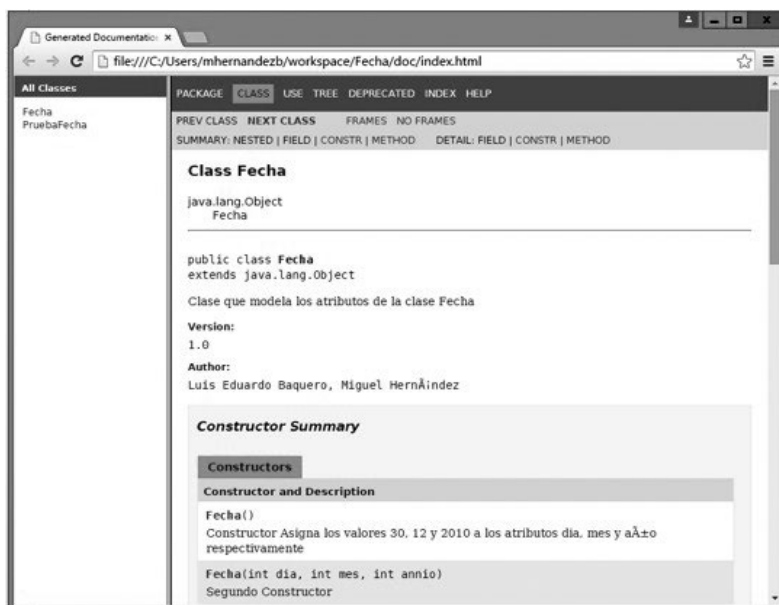 Generated Documentation
file:///C:/Users/mhernandezb/workspace/Fecha/doc/index.html
All Classes
Fecha
PruebaFecha
PACKAGE CLASS USE TREE DEPRECATED INDEX HELP
PREV CLASS NEXT CLASS FRAMES NO FRAMES
SUMMARY: NESTED | FIELD | CONSTR | METHOD DETAIL: FIELD | CONSTR | METHOD
Class Fecha
java.lang.Object
Fecha
public class Fecha
extends java.lang.Object
Clase que modela los atributos de la clase Fecha
Version:
1.0
Author:
Luis Eduardo Baquero, Miguel HernÃ¡ndez
Constructor Summary
Constructors
Constructor and Description
Fecha()
Constructor Asigna los valores 30, 12 y 2010 a los atributos dia, mes y aÃ±o
respectivamente
Fecha(int dia, int mes, int annio)
Segundo Constructor